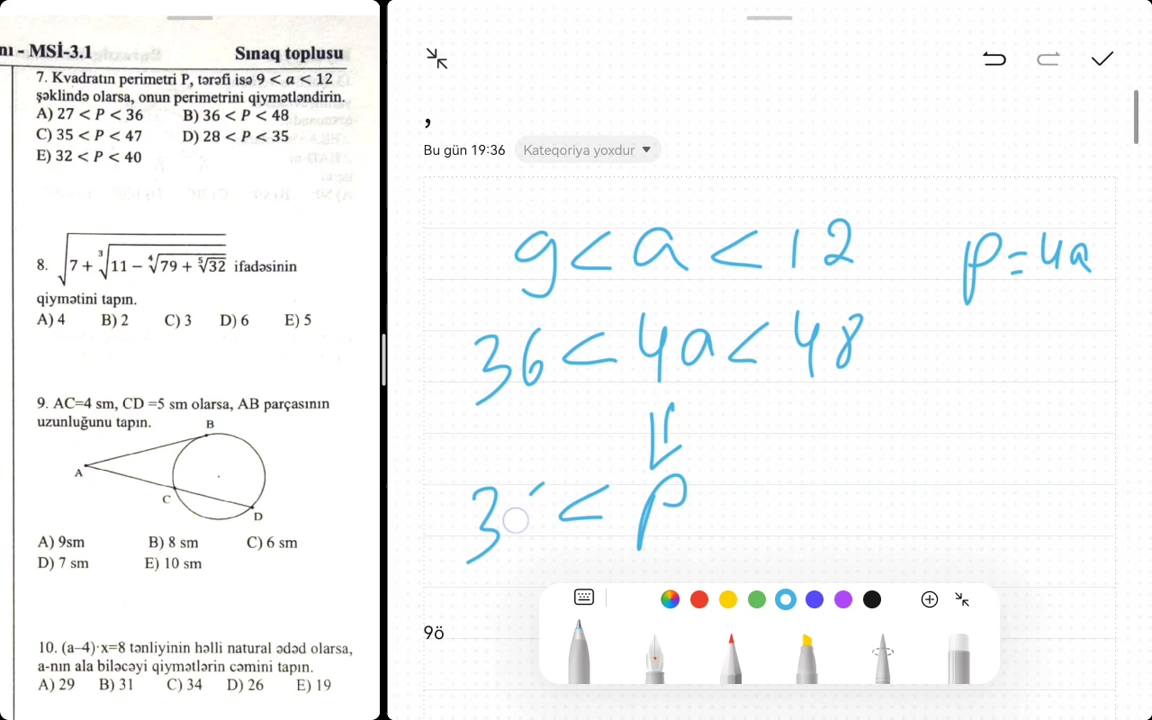 nı - MSİ-3.1 Sınaq toplusu
7. Kvadratın perimetri P, tərəfi isə 9 < a < 12
şəklində olarsa, onun perimetrini qiymətləndirin.
A) 27 < P < 36 B) 36 < P < 48
C) 35 < P < 47 D) 28 < P < 35
E) 32 < P < 40
8. √(7 + ∛(11 − ∜(79 + ⁵√32))) ifadəsinin
qiymətini tapın.
A) 4 B) 2 C) 3 D) 6 E) 5
9. AC=4 sm, CD =5 sm olarsa, AB parçasının
uzunluğunu tapın.
B
A
C
D
A) 9sm B) 8 sm C) 6 sm
D) 7 sm E) 10 sm
10. (a–4)·x=8 tənliyinin həlli natural ədəd olarsa,
a-nın ala biləcəyi qiymətlərin cəmini tapın.
A) 29 B) 31 C) 34 D) 26 E) 19
,
Bu gün 19:36 Kateqoriya yoxdur
9 < a < 12 p = 4a
36 < 4a < 48
3 < p
9ö